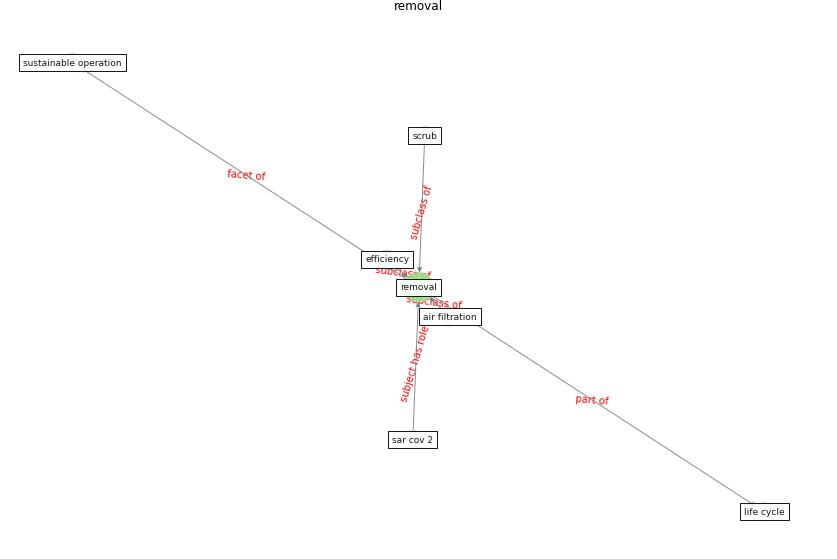 removal
sustainable operation
scrub
facet of
subclass of
efficiency
subclass of
removal
subclass of
air filtration
subject has role
part of
sar cov 2
life cycle